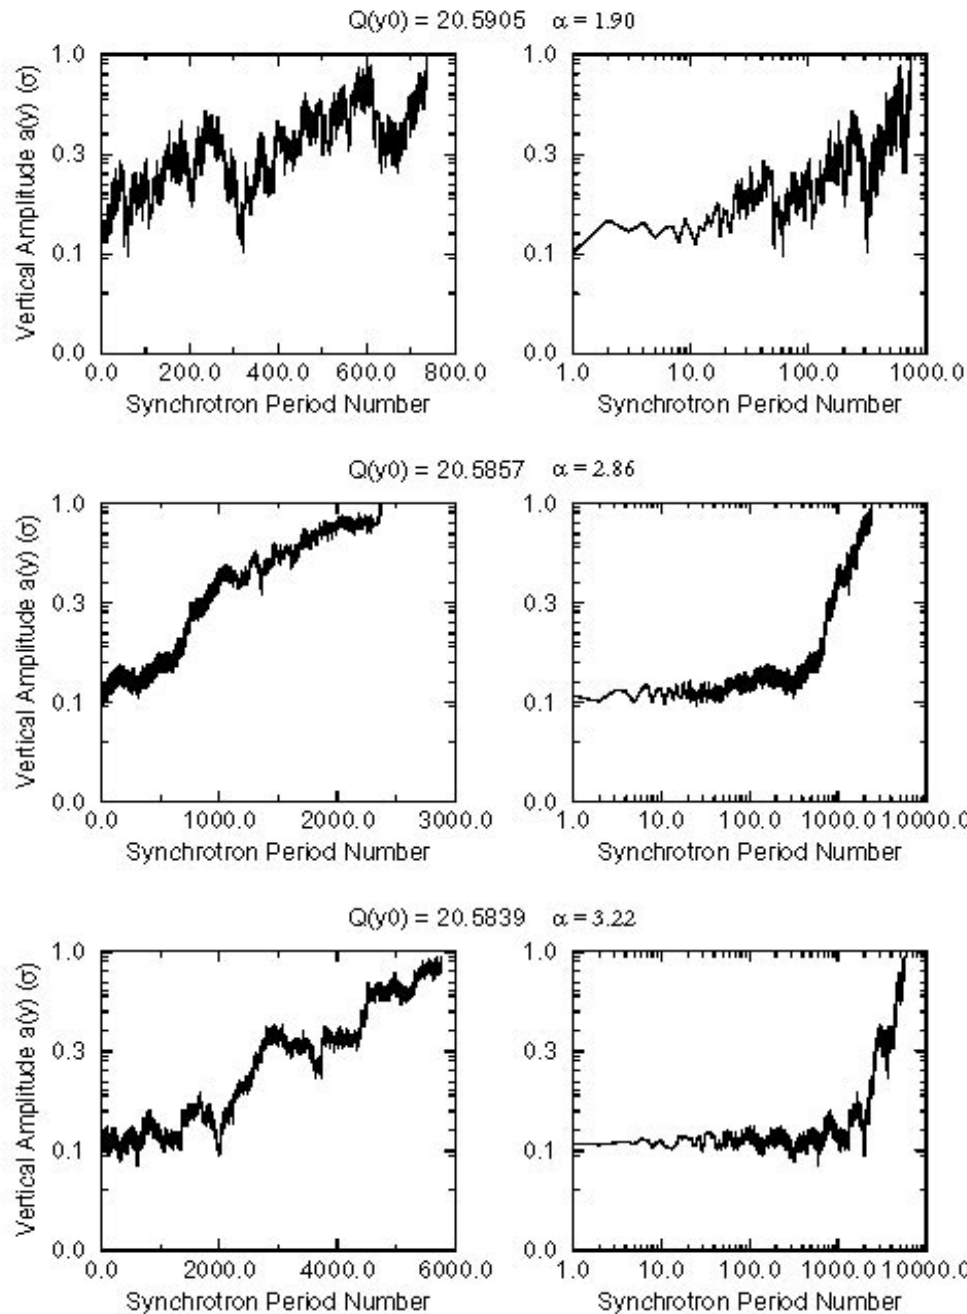 Q(y0) = 20.5905 α = 1.90
Vertical Amplitude a(y) (σ)
1.0
0.3
0.1
0.0
0.0 200.0 400.0 600.0 800.0
Synchrotron Period Number
1.0
0.3
0.1
0.0
1.0 10.0 100.0 1000.0
Synchrotron Period Number
Q(y0) = 20.5857 α = 2.86
Vertical Amplitude a(y) (σ)
1.0
0.3
0.1
0.0
0.0 1000.0 2000.0 3000.0
Synchrotron Period Number
1.0
0.3
0.1
0.0
1.0 10.0 100.0 1000.0 10000.0
Synchrotron Period Number
Q(y0) = 20.5839 α = 3.22
Vertical Amplitude a(y) (σ)
1.0
0.3
0.1
0.0
0.0 2000.0 4000.0 6000.0
Synchrotron Period Number
1.0
0.3
0.1
0.0
1.0 10.0 100.0 1000.0 10000.0
Synchrotron Period Number